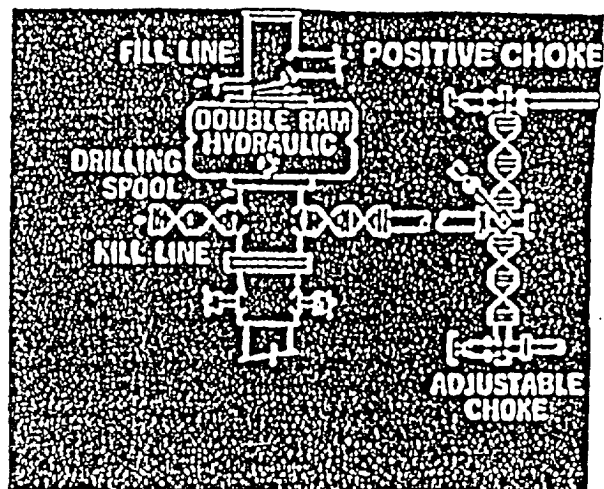 FILL LINE
POSITIVE CHOKE
DOUBLE RAM
HYDRAULIC
DRILLING
SPOOL
KILL LINE
ADJUSTABLE
CHOKE